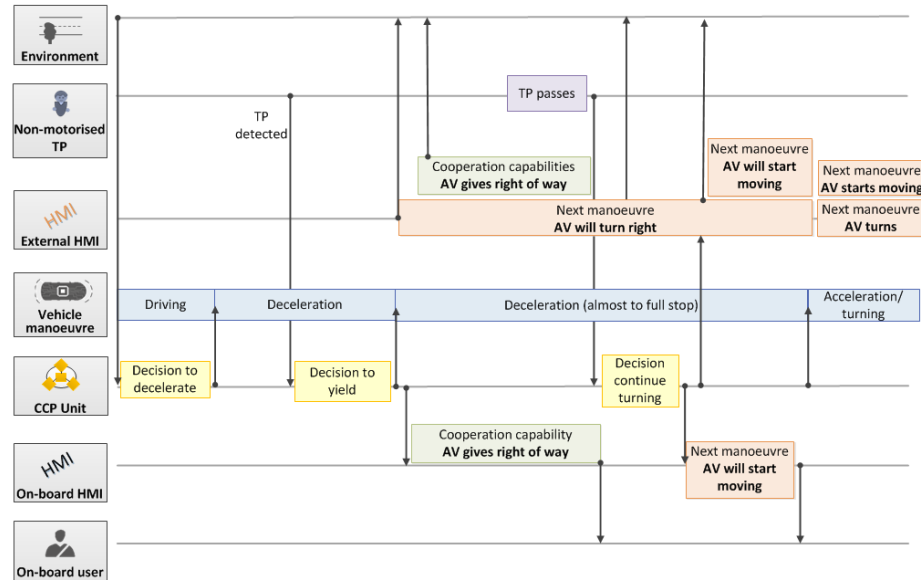 Environment
Non-motorised
TP
TP
detected
TP passes
Cooperation capabilities
AV gives right of way
Next manoeuvre
AV will start
moving
Next manoeuvre
AV starts moving
HMI
External HMI
Next manoeuvre
AV will turn right
Next manoeuvre
AV turns
Vehicle
manoeuvre
Driving
Deceleration
Deceleration (almost to full stop)
Acceleration/
turning
CCP Unit
Decision to
decelerate
Decision to
yield
Decision
continue
turning
HMI
On-board HMI
Cooperation capability
AV gives right of way
Next manoeuvre
AV will start
moving
On-board user